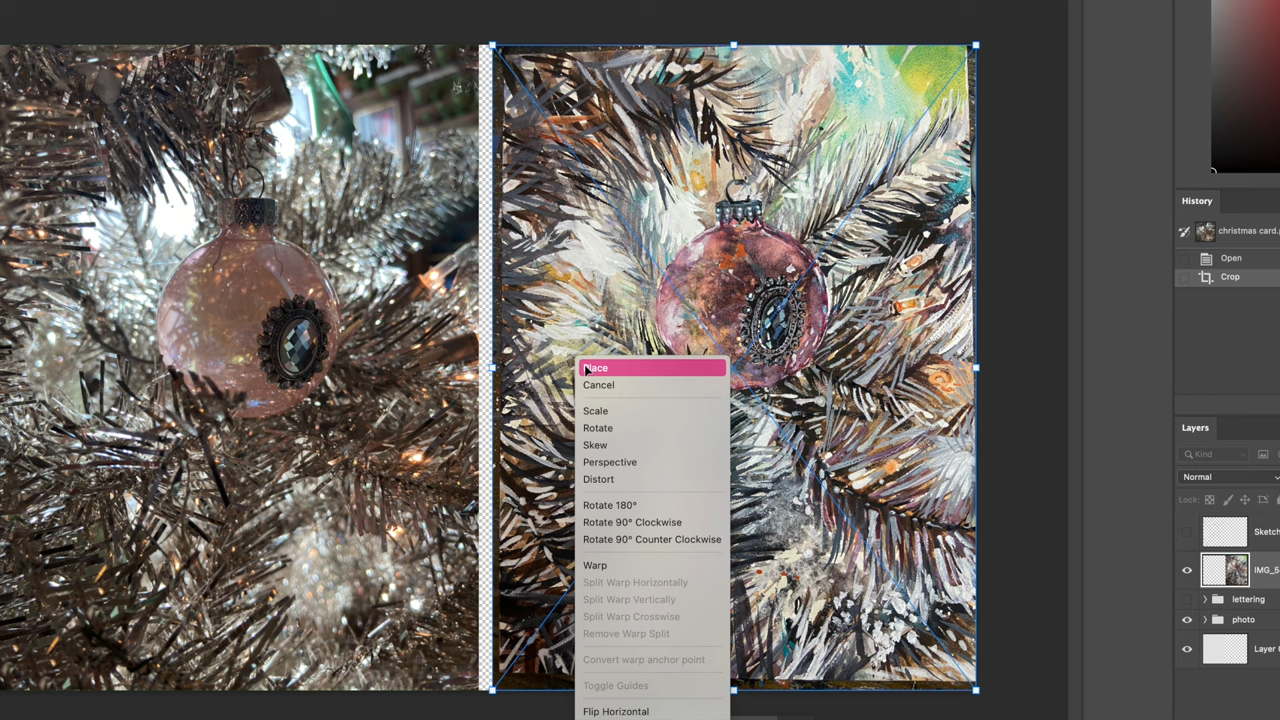 Place
Cancel
Scale
Rotate
Skew
Perspective
Distort
Rotate 180°
Rotate 90° Clockwise
Rotate 90° Counter Clockwise
Warp
Split Warp Horizontally
Split Warp Vertically
Split Warp Crosswise
Remove Warp Split
Convert warp anchor point
Toggle Guides
Flip Horizontal
History
christmas card.
Open
Crop
Layers
Kind
Normal
Lock:
Sketch
IMG_5
lettering
photo
Layer